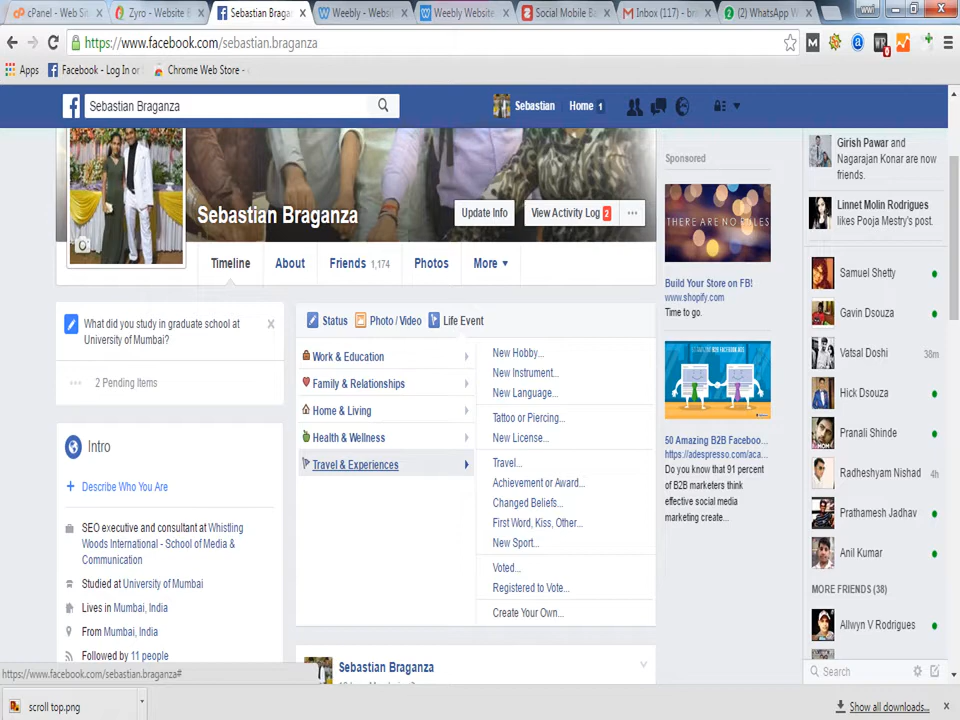 cPanel - Web Sit
Zyro - Website B
Sebastian Braganz
Weebly - Websi
Weebly Website
Social Mobile Ba
Inbox (117) - bra
(2) WhatsApp W
https://www.facebook.com/sebastian.braganza
Apps
Facebook - Log In or
Chrome Web Store -
Sebastian Braganza
Sebastian
Home 1
Sebastian Braganza
Update Info
View Activity Log 2
...
Timeline
About
Friends 1,174
Photos
More
What did you study in graduate school at
University of Mumbai?
2 Pending Items
Intro
+ Describe Who You Are
SEO executive and consultant at Whisting
Woods International - School of Media &
Communication
Studied at University of Mumbai
Lives in Mumbai, India
From Mumbai, India
Followed by 11 people
Status
Photo / Video
Life Event
Work & Education
Family & Relationships
Home & Living
Health & Wellness
Travel & Experiences
New Hobby...
New Instrument...
New Language...
Tattoo or Piercing...
New License...
Travel...
Achievement or Award...
Changed Beliefs...
First Word, Kiss, Other...
New Sport...
Voted...
Registered to Vote...
Create Your Own...
Sebastian Braganza
Sponsored
THERE ARE NO RULES
Build Your Store on FB!
www.shopify.com
Time to go.
50 Amazing B2B Faceboo...
https://adespresso.com/aca...
Do you know that 91 percent
of B2B marketers think
effective social media
marketing create...
Girish Pawar and
Nagarajan Konar are now
friends.
Linnet Molin Rodrigues
likes Pooja Mestry's post.
Samuel Shetty
Gavin Dsouza
Vatsal Doshi 38m
Hick Dsouza
Pranali Shinde
Radheshyam Nishad 4h
Prathamesh Jadhav
Anil Kumar
MORE FRIENDS (38)
Allwyn V Rodrigues
Search
https://www.facebook.com/sebastian.braganza#
scroll top.png
Show all downloads...